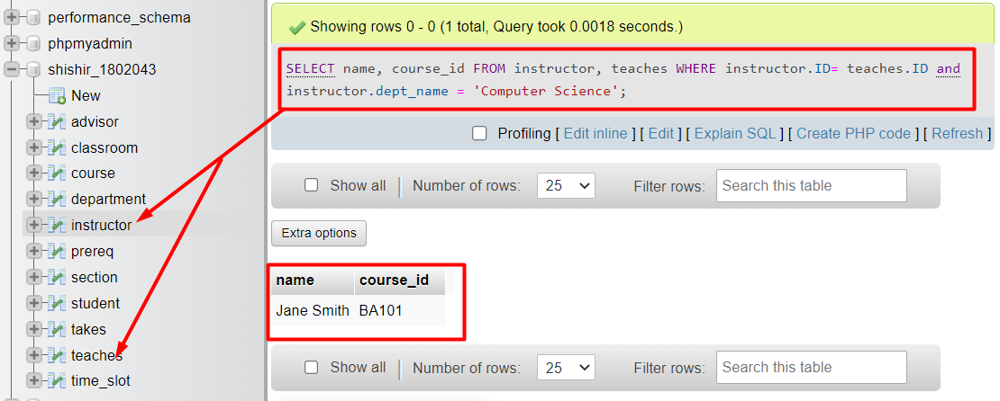 performance_schema
phpmyadmin
shishir_1802043
New
advisor
classroom
course
department
instructor
prereq
section
student
takes
teaches
time_slot
Showing rows 0 - 0 (1 total, Query took 0.0018 seconds.)
SELECT name, course_id FROM instructor, teaches WHERE instructor.ID= teaches.ID and
instructor.dept_name = 'Computer Science';
Profiling [ Edit inline ] [ Edit ] [ Explain SQL ] [ Create PHP code ] [ Refresh ]
Show all Number of rows: 25 Filter rows: Search this table
Extra options
name course_id
Jane Smith BA101
Show all Number of rows: 25 Filter rows: Search this table